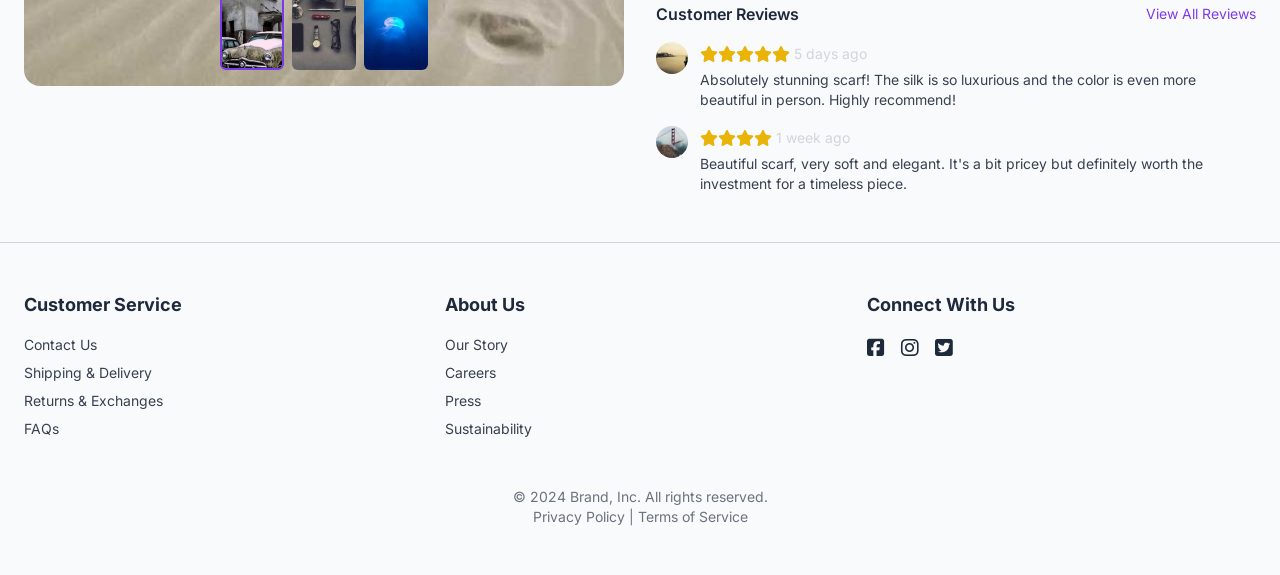 Customer Reviews
View All Reviews
5 days ago
Absolutely stunning scarf! The silk is so luxurious and the color is even more
beautiful in person. Highly recommend!
1 week ago
Beautiful scarf, very soft and elegant. It's a bit pricey but definitely worth the
investment for a timeless piece.
Customer Service
Contact Us
Shipping & Delivery
Returns & Exchanges
FAQs
About Us
Our Story
Careers
Press
Sustainability
Connect With Us
© 2024 Brand, Inc. All rights reserved.
Privacy Policy | Terms of Service